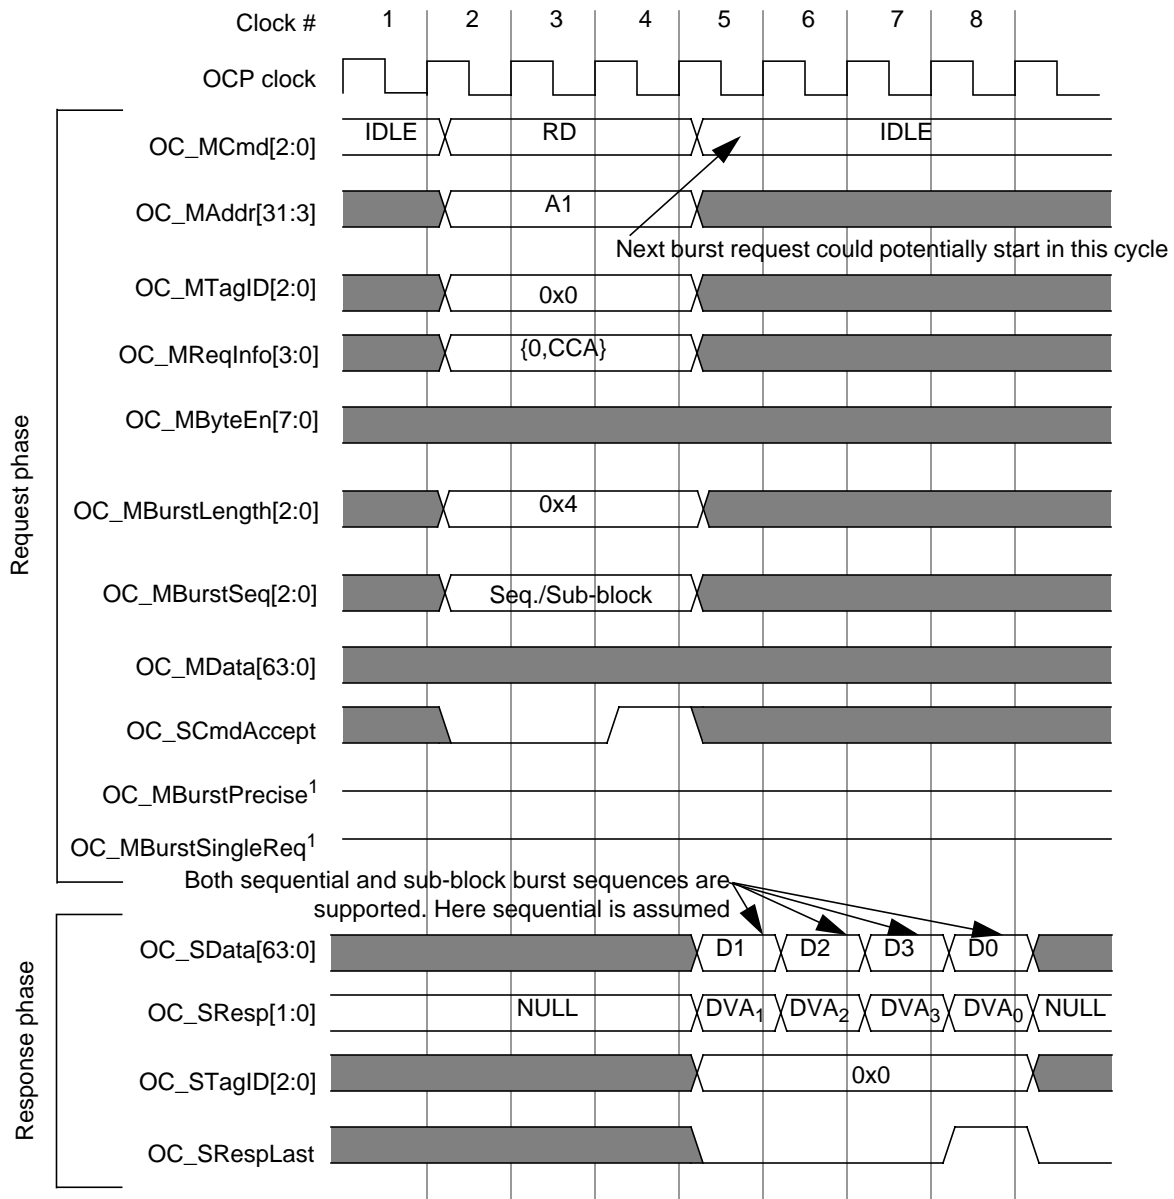 Clock # 1 2 3 4 5 6 7 8
OCP clock
Request phase
OC_MCmd[2:0] IDLE RD IDLE
OC_MAddr[31:3] A1
Next burst request could potentially start in this cycle
OC_MTagID[2:0] 0x0
OC_MReqInfo[3:0] {0,CCA}
OC_MByteEn[7:0]
OC_MBurstLength[2:0] 0x4
OC_MBurstSeq[2:0] Seq./Sub-block
OC_MData[63:0]
OC_SCmdAccept
OC_MBurstPrecise1
OC_MBurstSingleReq1
Both sequential and sub-block burst sequences are
supported. Here sequential is assumed
Response phase
OC_SData[63:0] D1 D2 D3 D0
OC_SResp[1:0] NULL DVA1 DVA2 DVA3 DVA0 NULL
OC_STagID[2:0] 0x0
OC_SRespLast